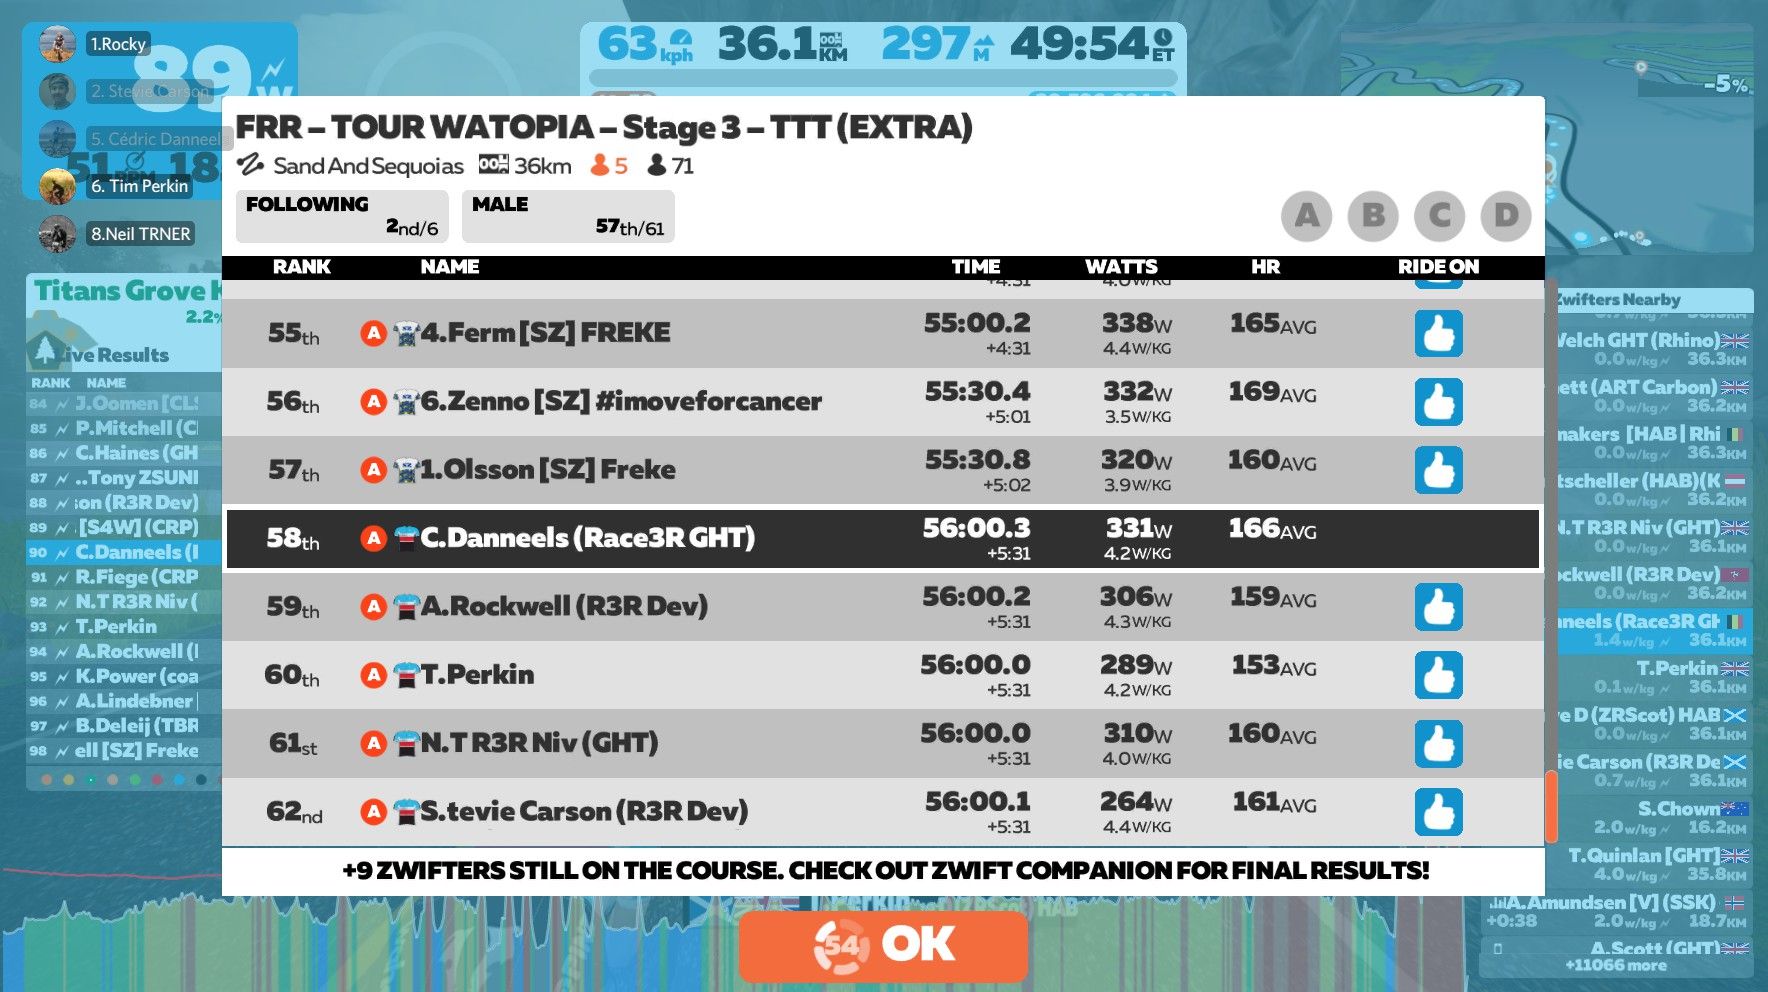 1.Rocky
2. Stevie Carson
5. Cédric Danneel
6. Tim Perkin
8.Neil TRNER
89w
51 RPM
63kph 36.1KM 297M 49:54ET
-5%
FRR – TOUR WATOPIA – Stage 3 – TTT (EXTRA)
Sand And Sequoias 36km 5 71
FOLLOWING
2nd/6
MALE
57th/61
A B C D
RANK NAME TIME WATTS HR RIDE ON
+4:31 4.0W/KG
55th A 4.Ferm [SZ] FREKE 55:00.2 338W 165AVG
+4:31 4.4W/KG
56th A 6.Zenno [SZ] #imoveforcancer 55:30.4 332W 169AVG
+5:01 3.5W/KG
57th A 1.Olsson [SZ] Freke 55:30.8 320W 160AVG
+5:02 3.9W/KG
58th A C.Danneels (Race3R GHT) 56:00.3 331W 166AVG
+5:31 4.2W/KG
59th A A.Rockwell (R3R Dev) 56:00.2 306W 159AVG
+5:31 4.3W/KG
60th A T.Perkin 56:00.0 289W 153AVG
+5:31 4.2W/KG
61st A N.T R3R Niv (GHT) 56:00.0 310W 160AVG
+5:31 4.0W/KG
62nd A S.tevie Carson (R3R Dev) 56:00.1 264W 161AVG
+5:31 4.4W/KG
+9 ZWIFTERS STILL ON THE COURSE. CHECK OUT ZWIFT COMPANION FOR FINAL RESULTS!
54 OK
Titans Grove
2.2%
Live Results
RANK NAME
84 J.Oomen [CLS
85 P.Mitchell (C
86 C.Haines (GH
87 ..Tony ZSUNI
88 son (R3R Dev)
89 [S4W] (CRP)
90 C.Danneels (
91 R.Fiege (CRP
92 N.T R3R Niv (
93 T.Perkin
94 A.Rockwell (
95 K.Power (coa
96 A.Lindebner
97 B.Deleij (TBR
98 ell [SZ] Freke
Zwifters Nearby
Welch GHT (Rhino)
0.0w/kg 36.3KM
ett (ART Carbon)
0.0w/kg 36.2KM
makers [HAB|Rhi
0.0w/kg 36.3KM
tscheller (HAB)(K
0.0w/kg 36.2KM
N.T R3R Niv (GHT)
0.0w/kg 36.1KM
ockwell (R3R Dev)
0.0w/kg 36.2KM
nneels (Race3R GH
1.4w/kg 36.1KM
T.Perkin
0.1w/kg 36.1KM
e D (ZRScot) HAB
0.0w/kg 36.1KM
ie Carson (R3R De
0.7w/kg 36.1KM
S.Chown
2.0w/kg 16.2KM
T.Quinlan [GHT]
4.0w/kg 35.8KM
A.Amundsen [V] (SSK)
+0:38 2.0w/kg 18.7KM
A.Scott (GHT)
+11066 more